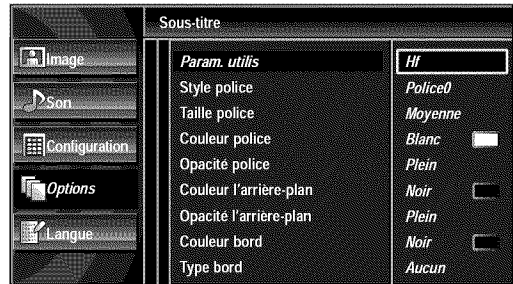 Sous-titre
Image
Son
Configuration
Options
Langue
Param. utilis Hf
Style police Police0
Taille police Moyenne
Couleur police Blanc
Opacité police Plein
Couleur l'arrière-plan Noir
Opacité l'arrière-plan Plein
Couleur bord Noir
Type bord Aucun